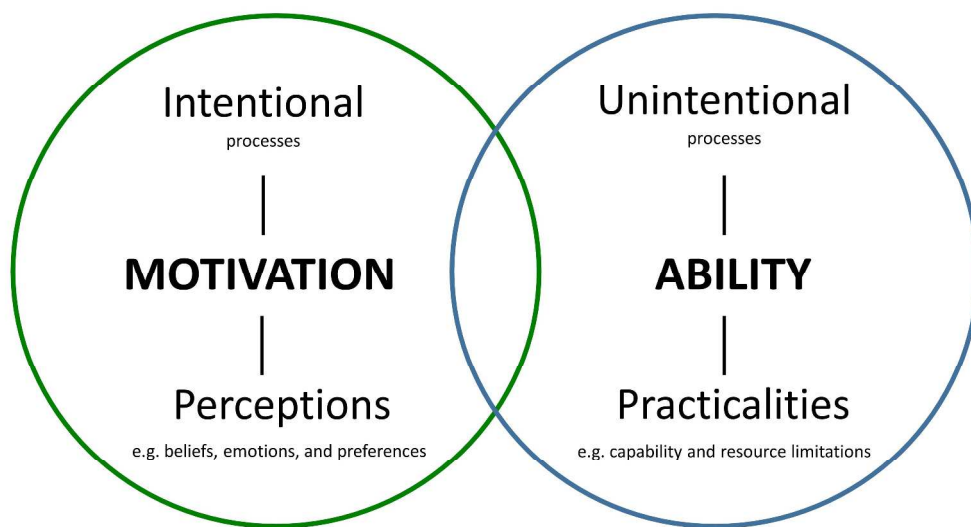 Intentional
processes
MOTIVATION
Perceptions
e.g. beliefs, emotions, and preferences
Unintentional
processes
ABILITY
Practicalities
e.g. capability and resource limitations